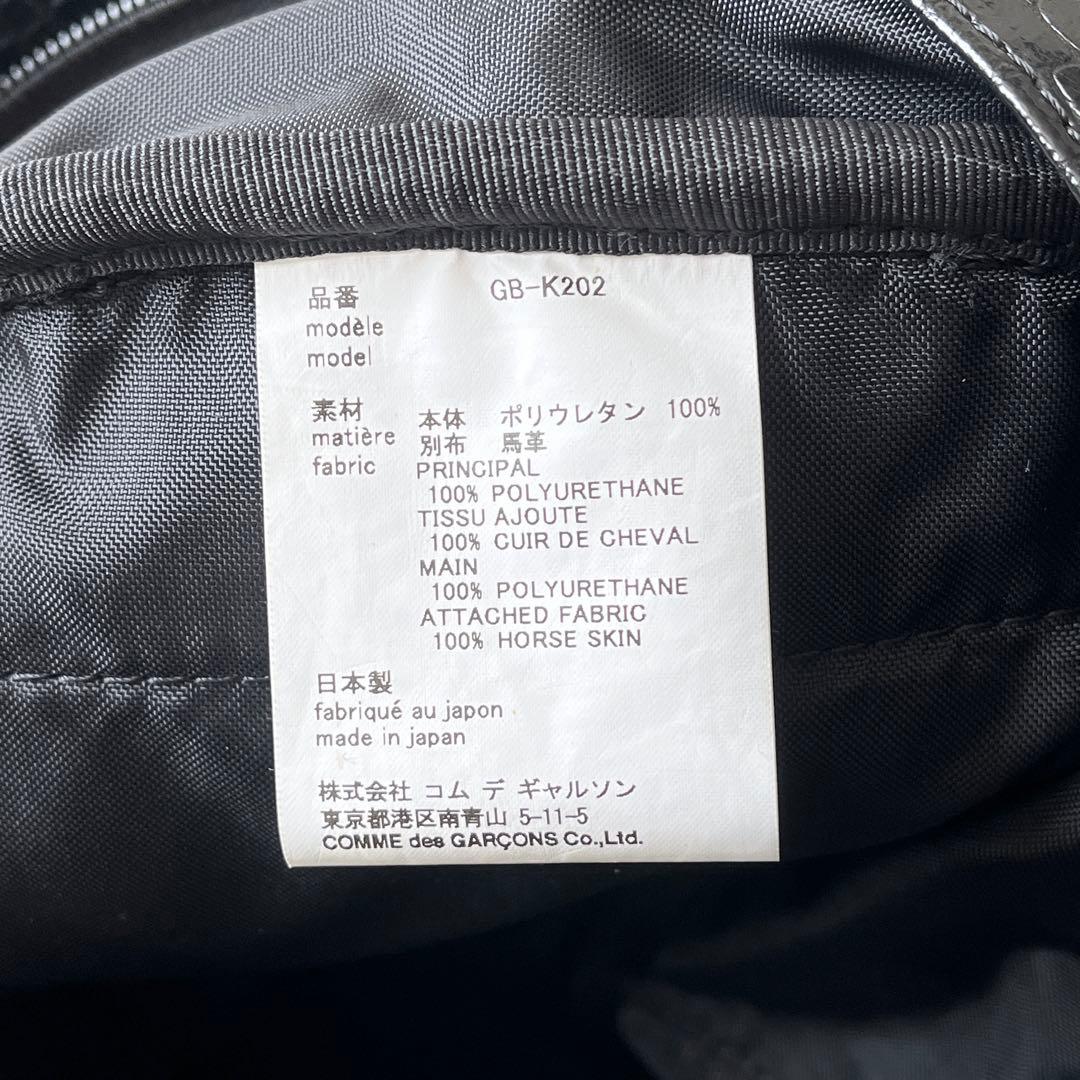 品番 GB-K202
modèle
model
素材 本体 ポリウレタン 100%
matière 別布 馬革
fabric PRINCIPAL
100% POLYURETHANE
TISSU AJOUTE
100% CUIR DE CHEVAL
MAIN
100% POLYURETHANE
ATTACHED FABRIC
100% HORSE SKIN
日本製
fabriqué au japon
made in japan
株式会社 コム デ ギャルソン
東京都港区南青山 5-11-5
COMME des GARÇONS Co.,Ltd.